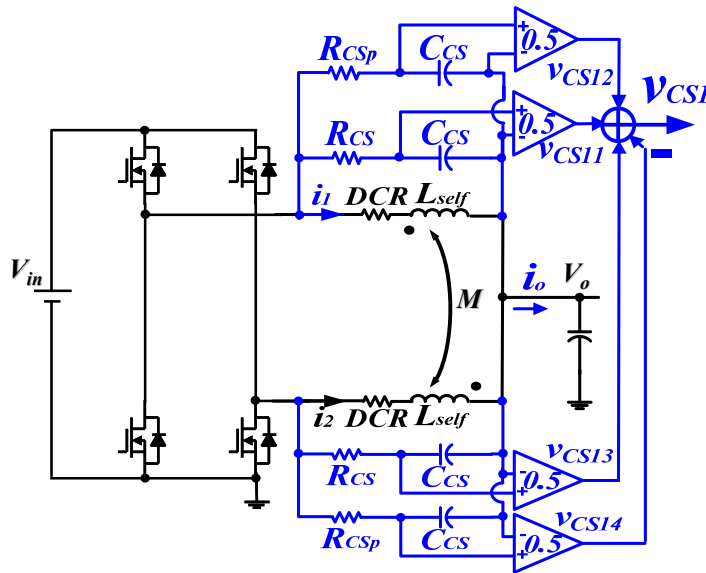 R_CSp C_CS + - 0.5 v_CS12
v_CS1
R_CS C_CS + - 0.5 v_CS11
i_1 DCR L_self
V_in
M
i_o V_o
i_2 DCR L_self
R_CS C_CS - + 0.5 v_CS13
R_CSp C_CS - + 0.5 v_CS14